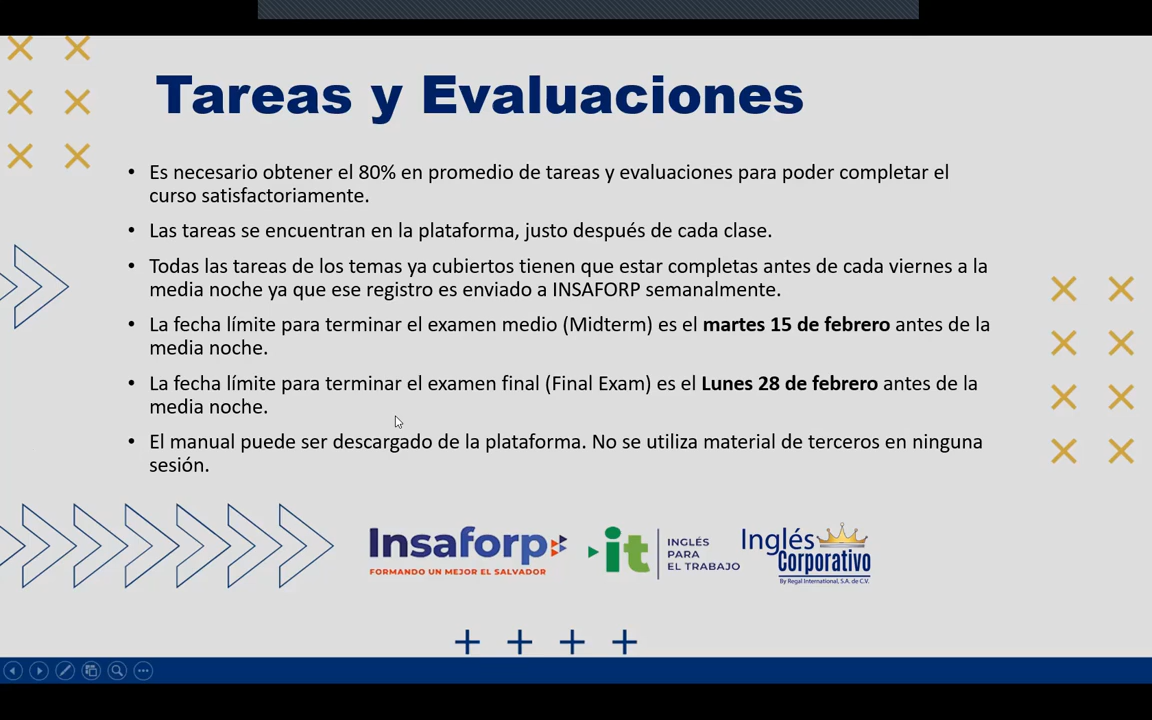 Tareas y Evaluaciones
• Es necesario obtener el 80% en promedio de tareas y evaluaciones para poder completar el
curso satisfactoriamente.
• Las tareas se encuentran en la plataforma, justo después de cada clase.
• Todas las tareas de los temas ya cubiertos tienen que estar completas antes de cada viernes a la
media noche ya que ese registro es enviado a INSAFORP semanalmente.
• La fecha límite para terminar el examen medio (Midterm) es el martes 15 de febrero antes de la
media noche.
• La fecha límite para terminar el examen final (Final Exam) es el Lunes 28 de febrero antes de la
media noche.
• El manual puede ser descargado de la plataforma. No se utiliza material de terceros en ninguna
sesión.
Insaforp
FORMANDO UN MEJOR EL SALVADOR
it
INGLÉS
PARA
EL TRABAJO
Inglés
Corporativo
By Regal International, S.A. de C.V.